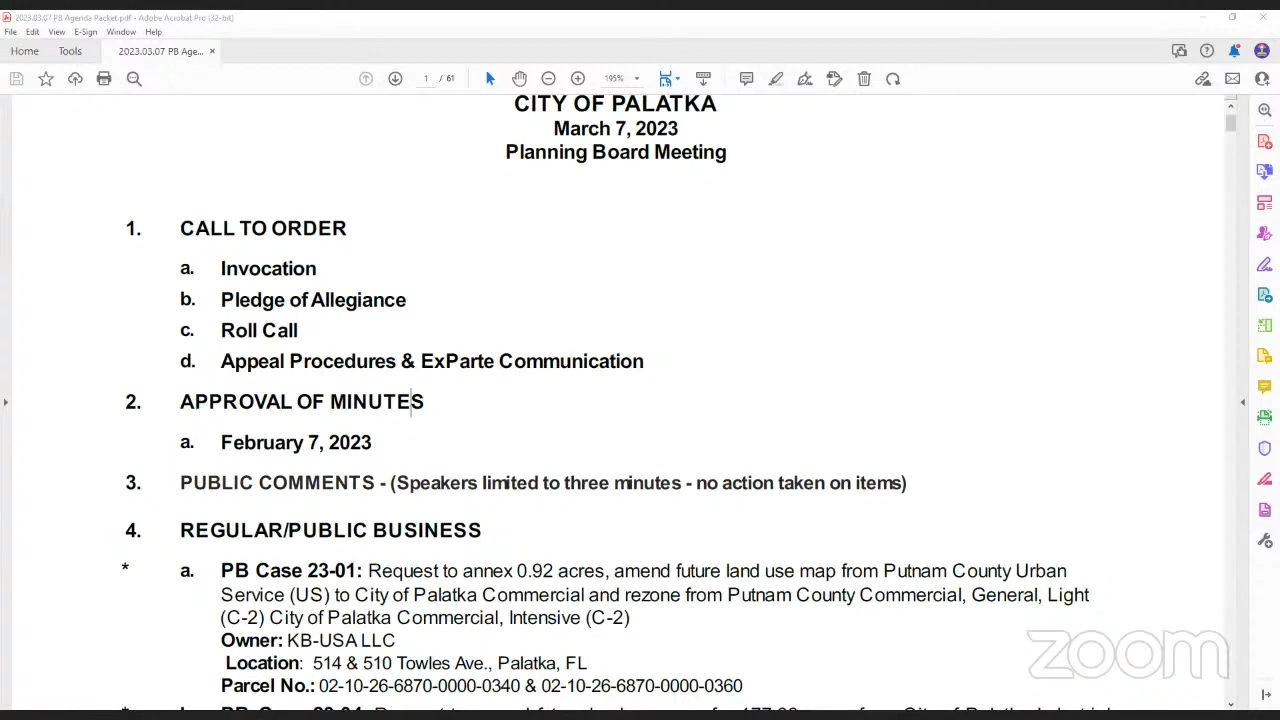 2023.03.07 PB Agenda Packet.pdf - Adobe Acrobat Pro (32-bit)
File Edit View E-Sign Window Help
Home Tools 2023.03.07 PB Age... ×
1 / 61 195%
CITY OF PALATKA
March 7, 2023
Planning Board Meeting
1. CALL TO ORDER
a. Invocation
b. Pledge of Allegiance
c. Roll Call
d. Appeal Procedures & ExParte Communication
2. APPROVAL OF MINUTES
a. February 7, 2023
3. PUBLIC COMMENTS - (Speakers limited to three minutes - no action taken on items)
4. REGULAR/PUBLIC BUSINESS
* a. PB Case 23-01: Request to annex 0.92 acres, amend future land use map from Putnam County Urban
Service (US) to City of Palatka Commercial and rezone from Putnam County Commercial, General, Light
(C-2) City of Palatka Commercial, Intensive (C-2)
Owner: KB-USA LLC
Location: 514 & 510 Towles Ave., Palatka, FL
Parcel No.: 02-10-26-6870-0000-0340 & 02-10-26-6870-0000-0360
zoom